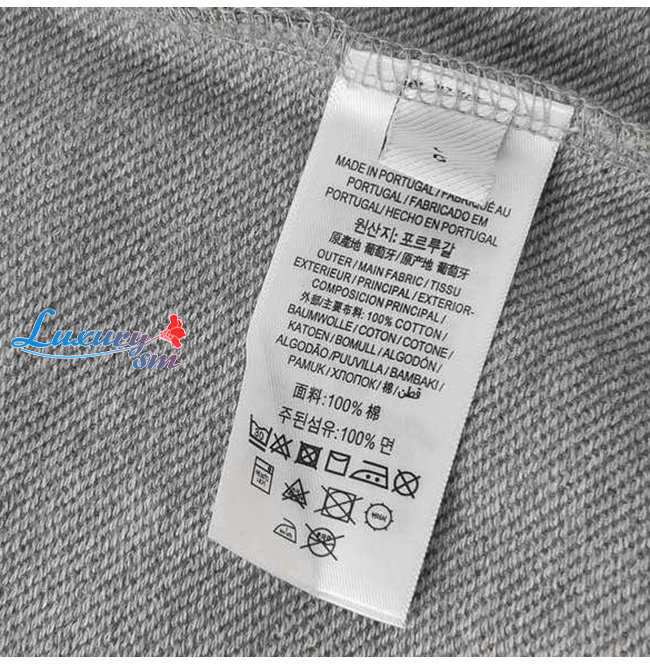 Luxury
sm
MADE IN PORTUGAL / FABRIQUÉ AU
PORTUGAL / FABRICADO EM
PORTUGAL / HECHO EN PORTUGAL
원산지: 포르투갈
原產地 葡萄牙 / 原产地 葡萄牙
OUTER / MAIN FABRIC / TISSU
EXTERIEUR / PRINCIPAL / EXTERIOR-
COMPOSICION PRINCIPAL /
外部/主要布料: 100% COTTON /
BAUMWOLLE / COTON / COTONE /
KATOEN / BOMULL / ALGODÓN /
ALGODÃO / PUUVILLA / BAMBAKI /
PAMUK / ХЛОПОК / 棉 / قطن
面料: 100% 棉
주된섬유: 100% 면
30